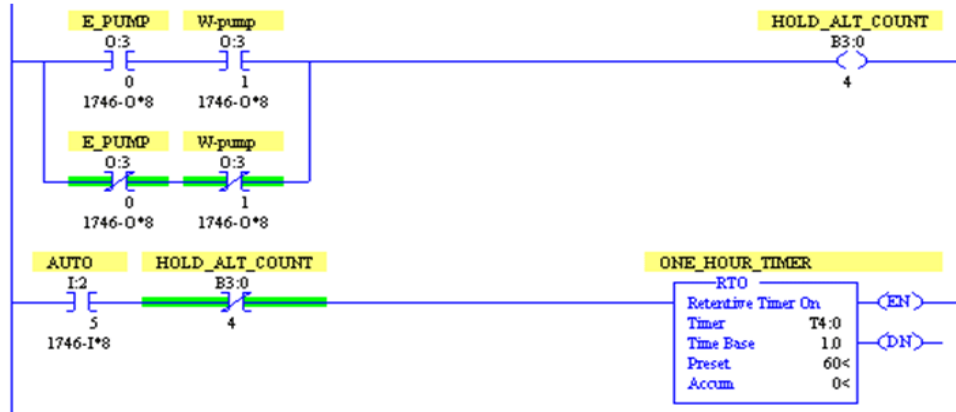 E_PUMP W-pump HOLD_ALT_COUNT
O:3 O:3 B3:0
0 1 4
1746-O*8 1746-O*8
E_PUMP W-pump
O:3 O:3
0 1
1746-O*8 1746-O*8
AUTO HOLD_ALT_COUNT ONE_HOUR_TIMER
I:2 B3:0 RTO
Retentive Timer On EN
5 4 Timer T4:0
1746-I*8 Time Base 1.0 DN
Preset 60<
Accum 0<